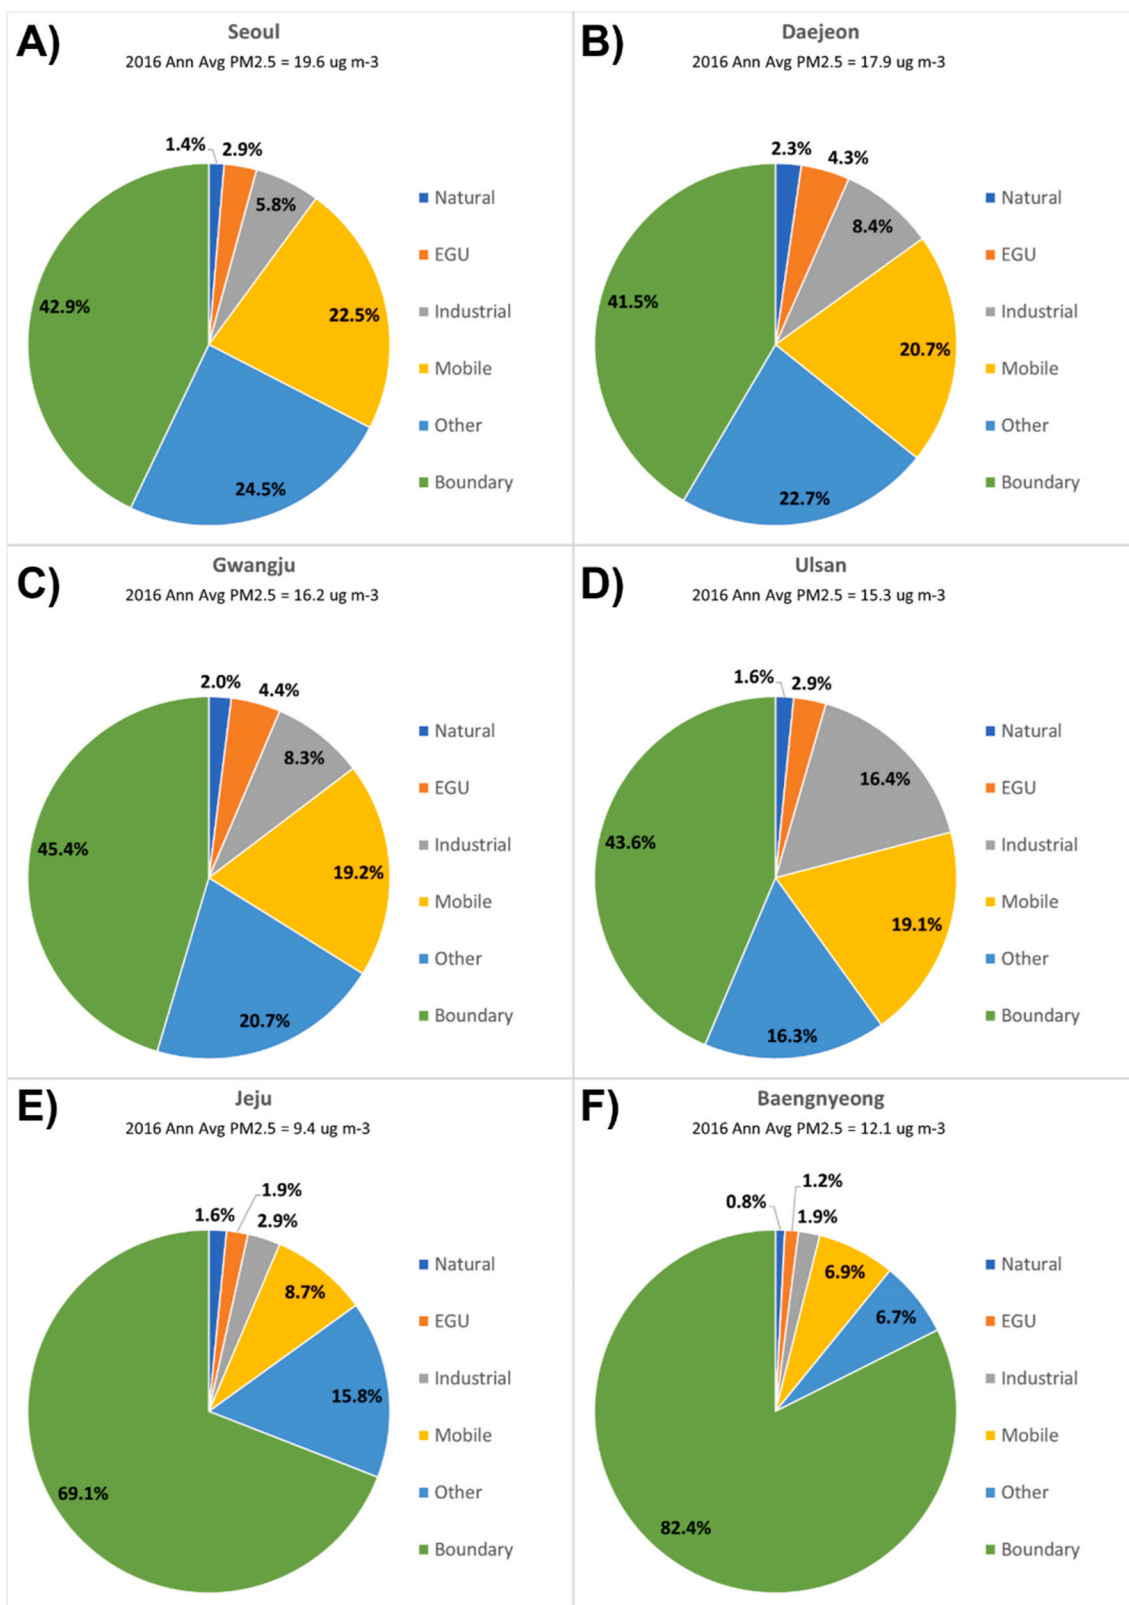 A)
Seoul
2016 Ann Avg PM2.5 = 19.6 ug m-3
1.4%
2.9%
5.8%
22.5%
24.5%
42.9%
Natural
EGU
Industrial
Mobile
Other
Boundary
B)
Daejeon
2016 Ann Avg PM2.5 = 17.9 ug m-3
2.3%
4.3%
8.4%
20.7%
22.7%
41.5%
Natural
EGU
Industrial
Mobile
Other
Boundary
C)
Gwangju
2016 Ann Avg PM2.5 = 16.2 ug m-3
2.0%
4.4%
8.3%
19.2%
20.7%
45.4%
Natural
EGU
Industrial
Mobile
Other
Boundary
D)
Ulsan
2016 Ann Avg PM2.5 = 15.3 ug m-3
1.6%
2.9%
16.4%
19.1%
16.3%
43.6%
Natural
EGU
Industrial
Mobile
Other
Boundary
E)
Jeju
2016 Ann Avg PM2.5 = 9.4 ug m-3
1.6%
1.9%
2.9%
8.7%
15.8%
69.1%
Natural
EGU
Industrial
Mobile
Other
Boundary
F)
Baengnyeong
2016 Ann Avg PM2.5 = 12.1 ug m-3
0.8%
1.2%
1.9%
6.9%
6.7%
82.4%
Natural
EGU
Industrial
Mobile
Other
Boundary